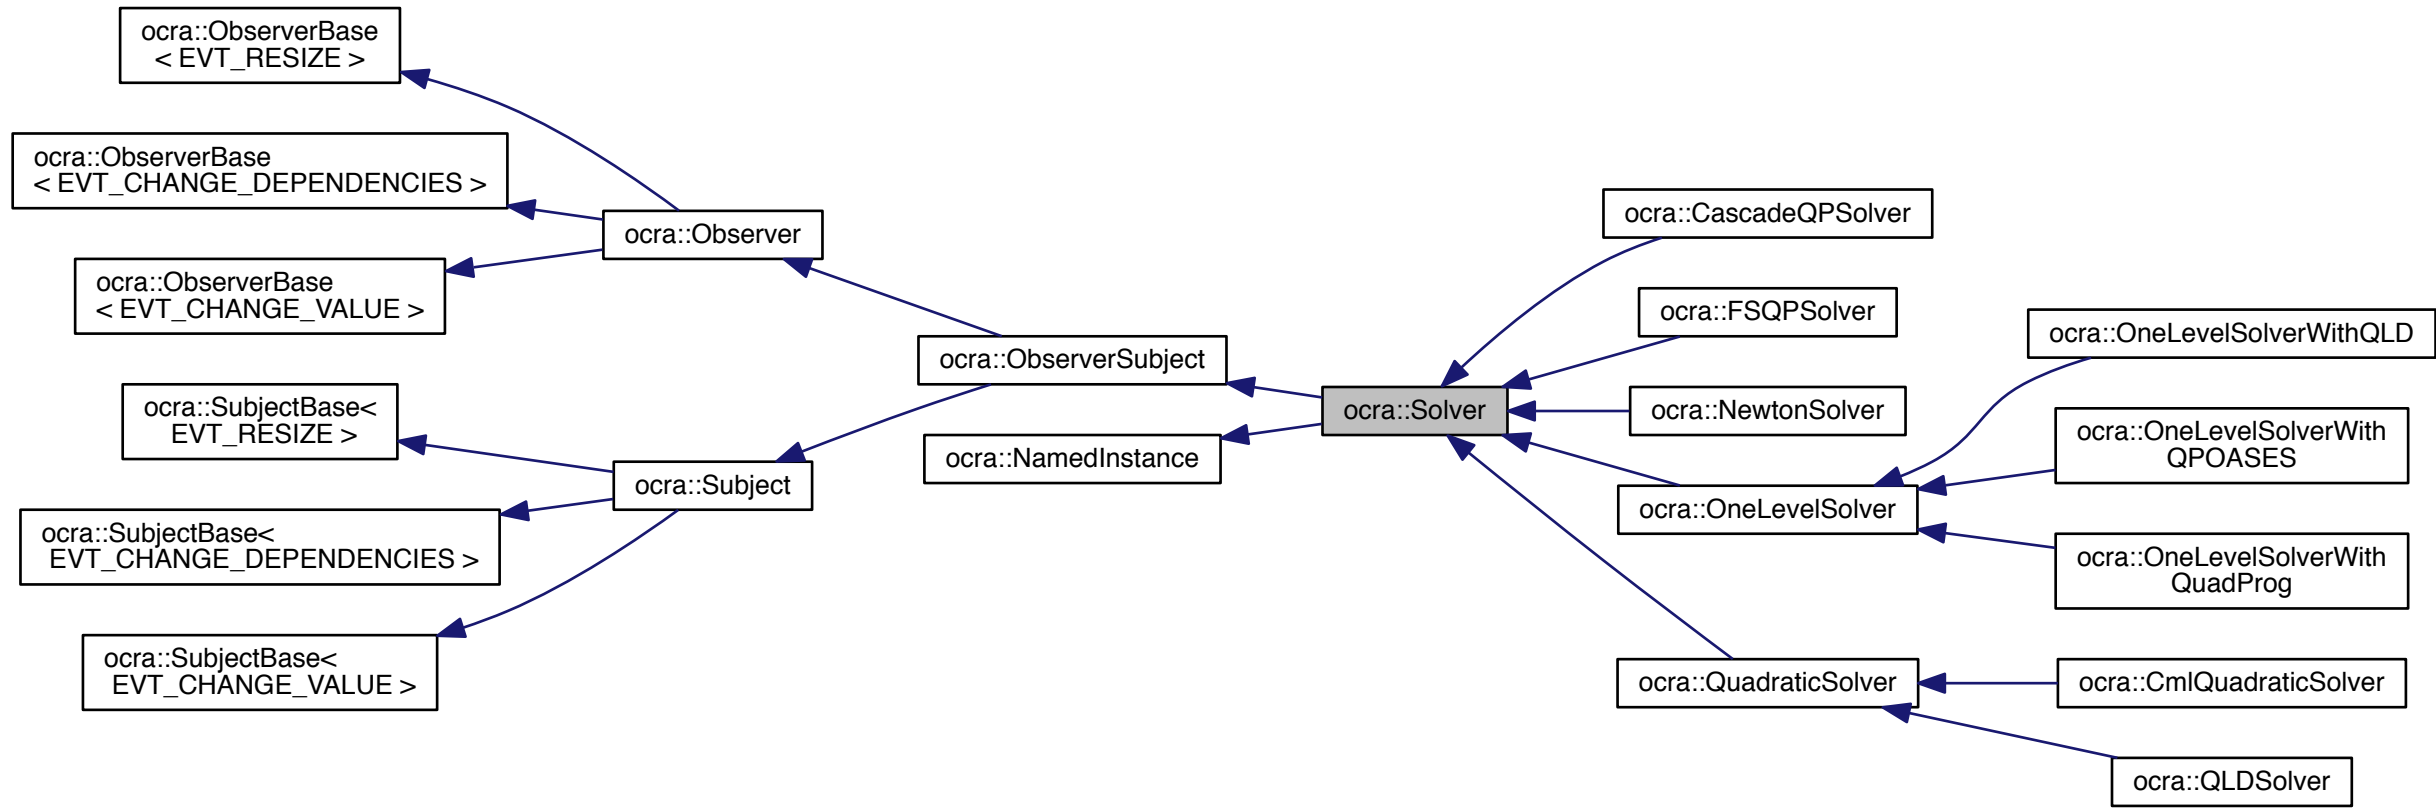 ocra::ObserverBase
< EVT_RESIZE >
ocra::ObserverBase
< EVT_CHANGE_DEPENDENCIES >
ocra::ObserverBase
< EVT_CHANGE_VALUE >
ocra::SubjectBase<
EVT_RESIZE >
ocra::SubjectBase<
EVT_CHANGE_DEPENDENCIES >
ocra::SubjectBase<
EVT_CHANGE_VALUE >
ocra::Observer
ocra::Subject
ocra::ObserverSubject
ocra::NamedInstance
ocra::Solver
ocra::CascadeQPSolver
ocra::FSQPSolver
ocra::NewtonSolver
ocra::OneLevelSolver
ocra::QuadraticSolver
ocra::OneLevelSolverWithQLD
ocra::OneLevelSolverWith
QPOASES
ocra::OneLevelSolverWith
QuadProg
ocra::CmlQuadraticSolver
ocra::QLDSolver